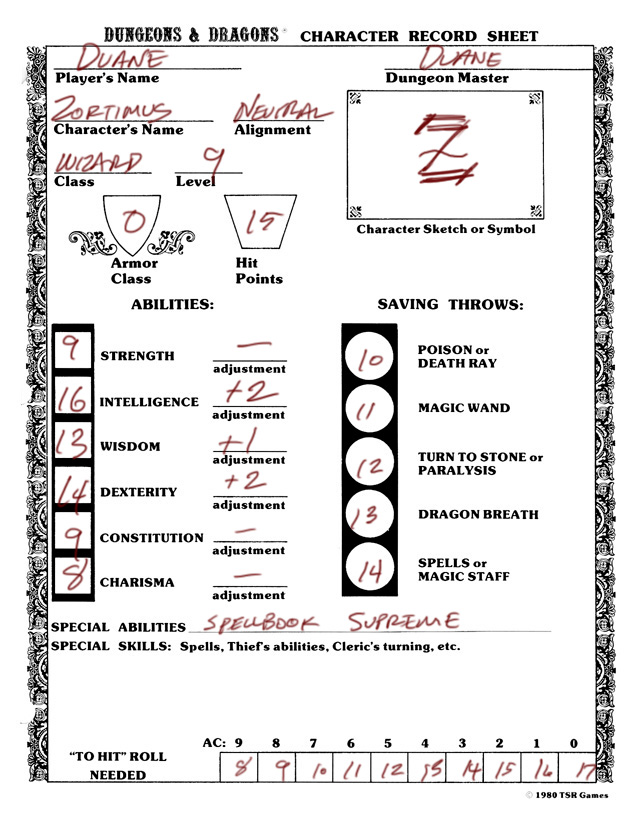 DUNGEONS & DRAGONS® CHARACTER RECORD SHEET
DUANE DUANE
Player's Name Dungeon Master
ZORTIMUS NEUTRAL
Character's Name Alignment
Z
WIZARD 9
Class Level
Character Sketch or Symbol
0 15
Armor Class Hit Points
ABILITIES: SAVING THROWS:
9 STRENGTH — adjustment
10 POISON or DEATH RAY
16 INTELLIGENCE +2 adjustment
11 MAGIC WAND
13 WISDOM +1 adjustment
12 TURN TO STONE or PARALYSIS
14 DEXTERITY +2 adjustment
13 DRAGON BREATH
9 CONSTITUTION — adjustment
14 SPELLS or MAGIC STAFF
8 CHARISMA — adjustment
SPECIAL ABILITIES SPELLBOOK SUPREME
SPECIAL SKILLS: Spells, Thief's abilities, Cleric's turning, etc.
AC: 9 8 7 6 5 4 3 2 1 0
"TO HIT" ROLL NEEDED 8 9 10 11 12 13 14 15 16 17
© 1980 TSR Games